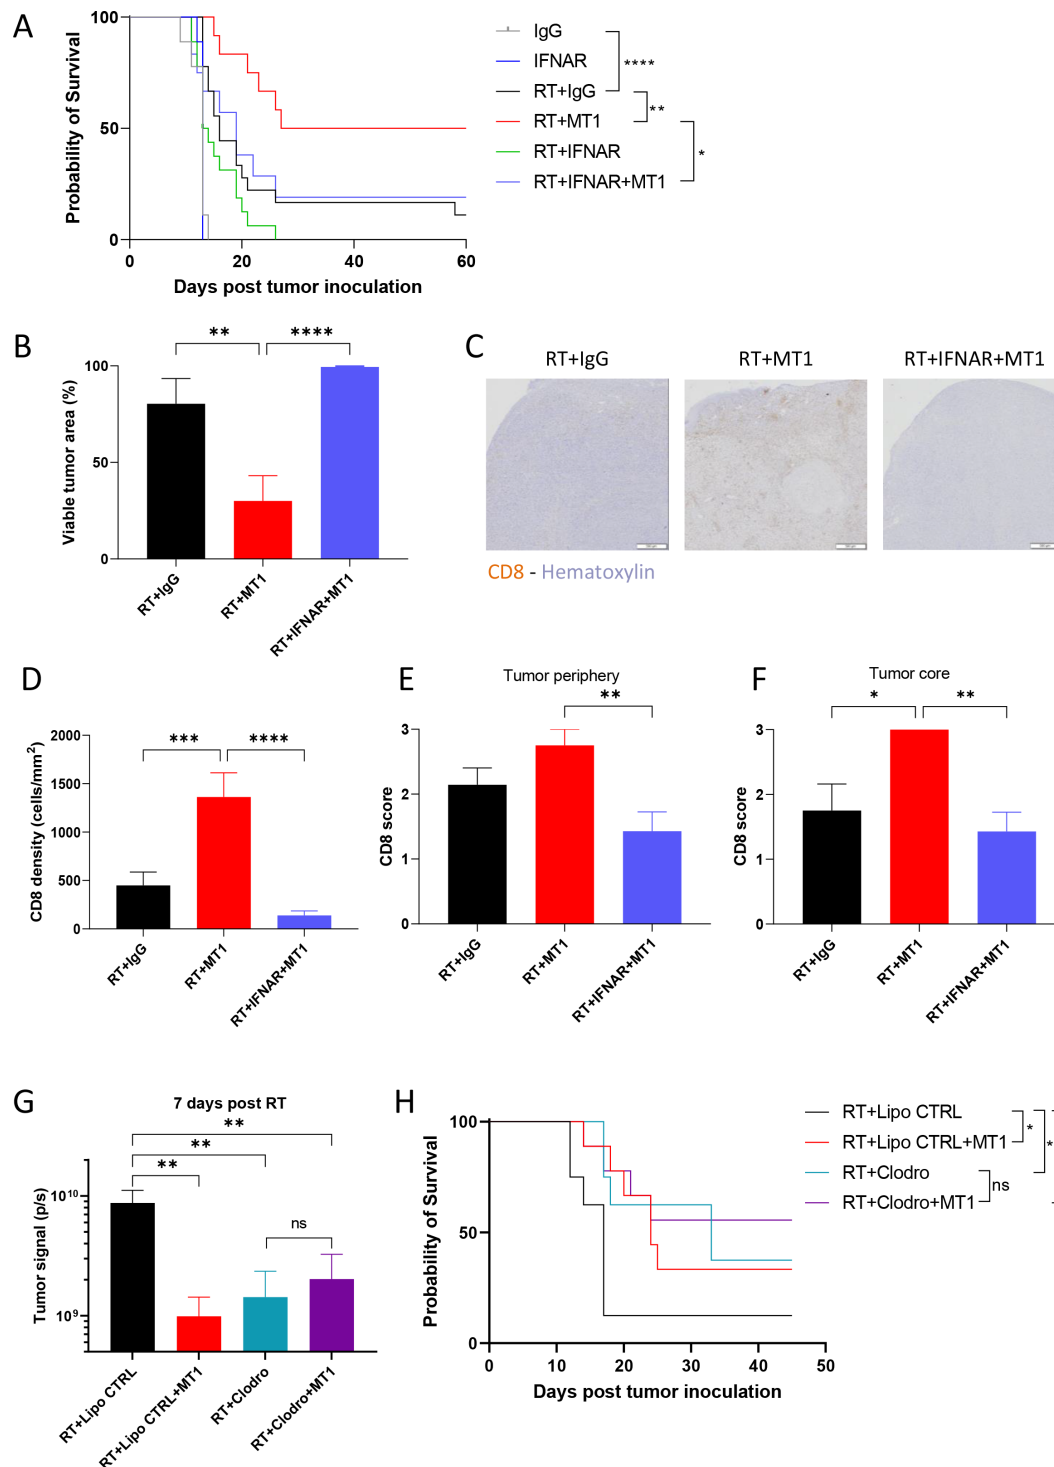 A
100
50
0
Probability of Survival
0 20 40 60
Days post tumor inoculation
IgG
IFNAR
RT+IgG
RT+MT1
RT+IFNAR
RT+IFNAR+MT1
****
**
*
B
** ****
100
50
0
Viable tumor area (%)
RT+IgG
RT+MT1
RT+IFNAR+MT1
C
RT+IgG
RT+MT1
RT+IFNAR+MT1
CD8 - Hematoxylin
D
*** ****
2000
1500
1000
500
0
CD8 density (cells/mm²)
RT+IgG
RT+MT1
RT+IFNAR+MT1
E
Tumor periphery
**
3
2
1
0
CD8 score
RT+IgG
RT+MT1
RT+IFNAR+MT1
F
Tumor core
* **
3
2
1
0
CD8 score
RT+IgG
RT+MT1
RT+IFNAR+MT1
G
7 days post RT
**
**
**
ns
10¹⁰
10⁹
Tumor signal (p/s)
RT+Lipo CTRL
RT+Lipo CTRL+MT1
RT+Clodro
RT+Clodro+MT1
H
100
50
0
Probability of Survival
0 10 20 30 40 50
Days post tumor inoculation
RT+Lipo CTRL
RT+Lipo CTRL+MT1
RT+Clodro
RT+Clodro+MT1
*
*
ns